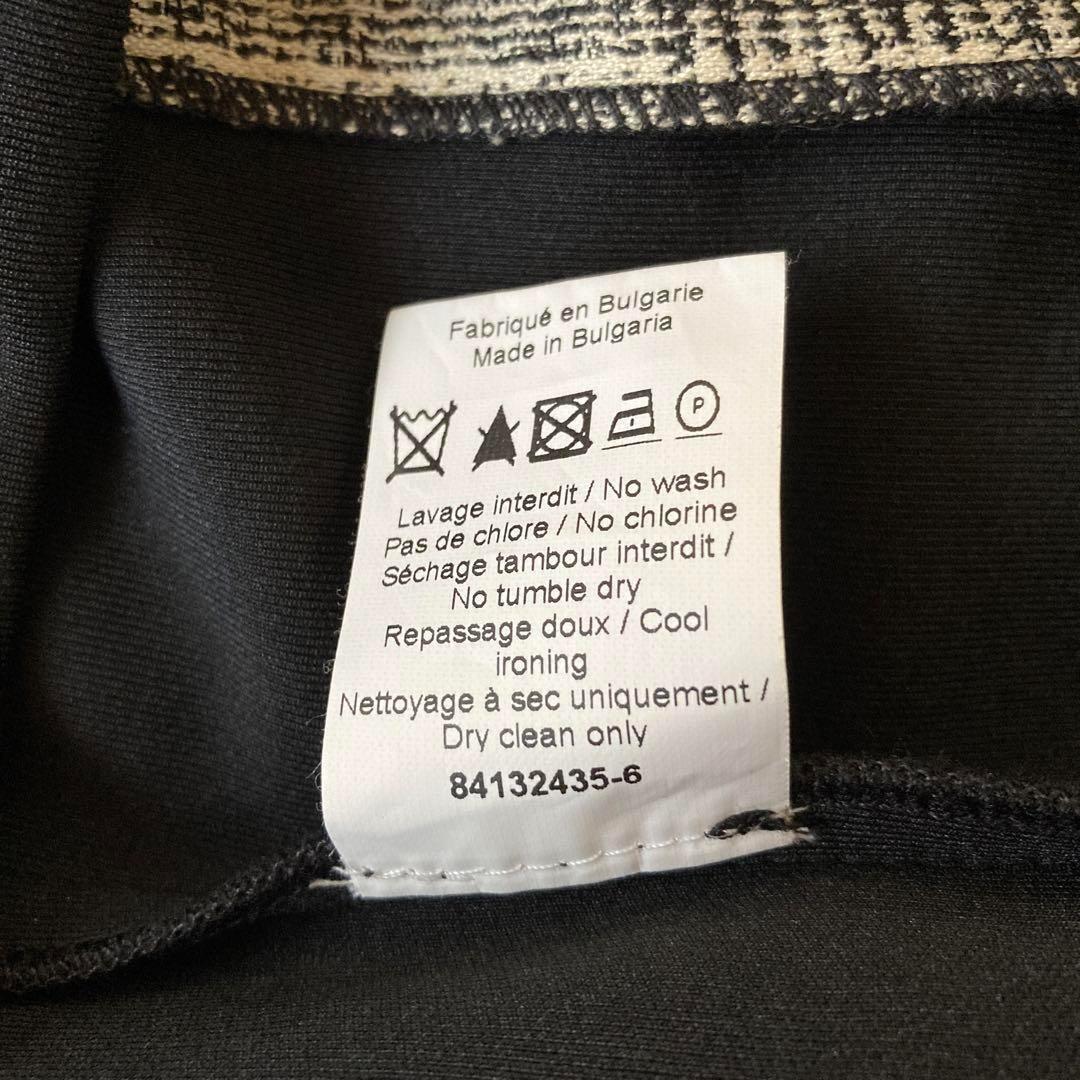 Fabriqué en Bulgarie
Made in Bulgaria
P
Lavage interdit / No wash
Pas de chlore / No chlorine
Séchage tambour interdit /
No tumble dry
Repassage doux / Cool
ironing
Nettoyage à sec uniquement /
Dry clean only
84132435-6